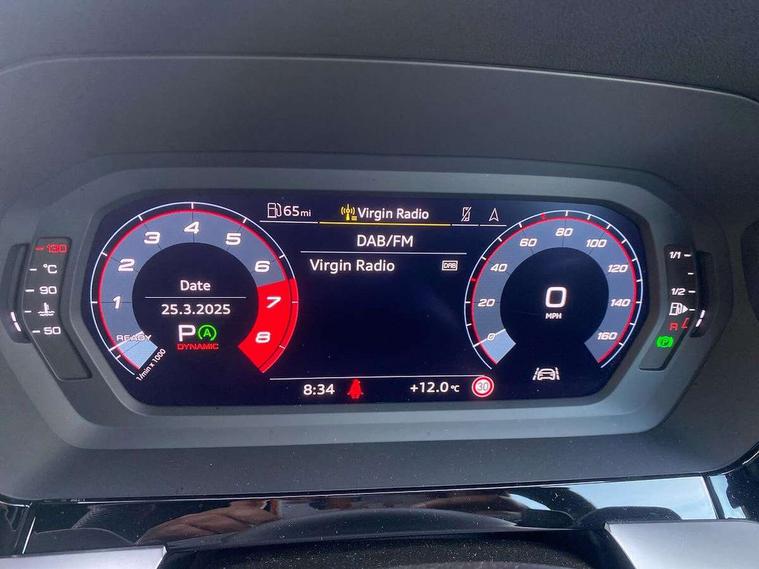 65mi Virgin Radio
DAB/FM
Virgin Radio DAB
130
°C
90
50
1 2 3 4 5 6 7 8
Date
25.3.2025
P A
DYNAMIC
READY
1/min x 1000
0 20 40 60 80 100 120 140 160
0
MPH
8:34 +12.0 °C 30
1/1
1/2
R
P